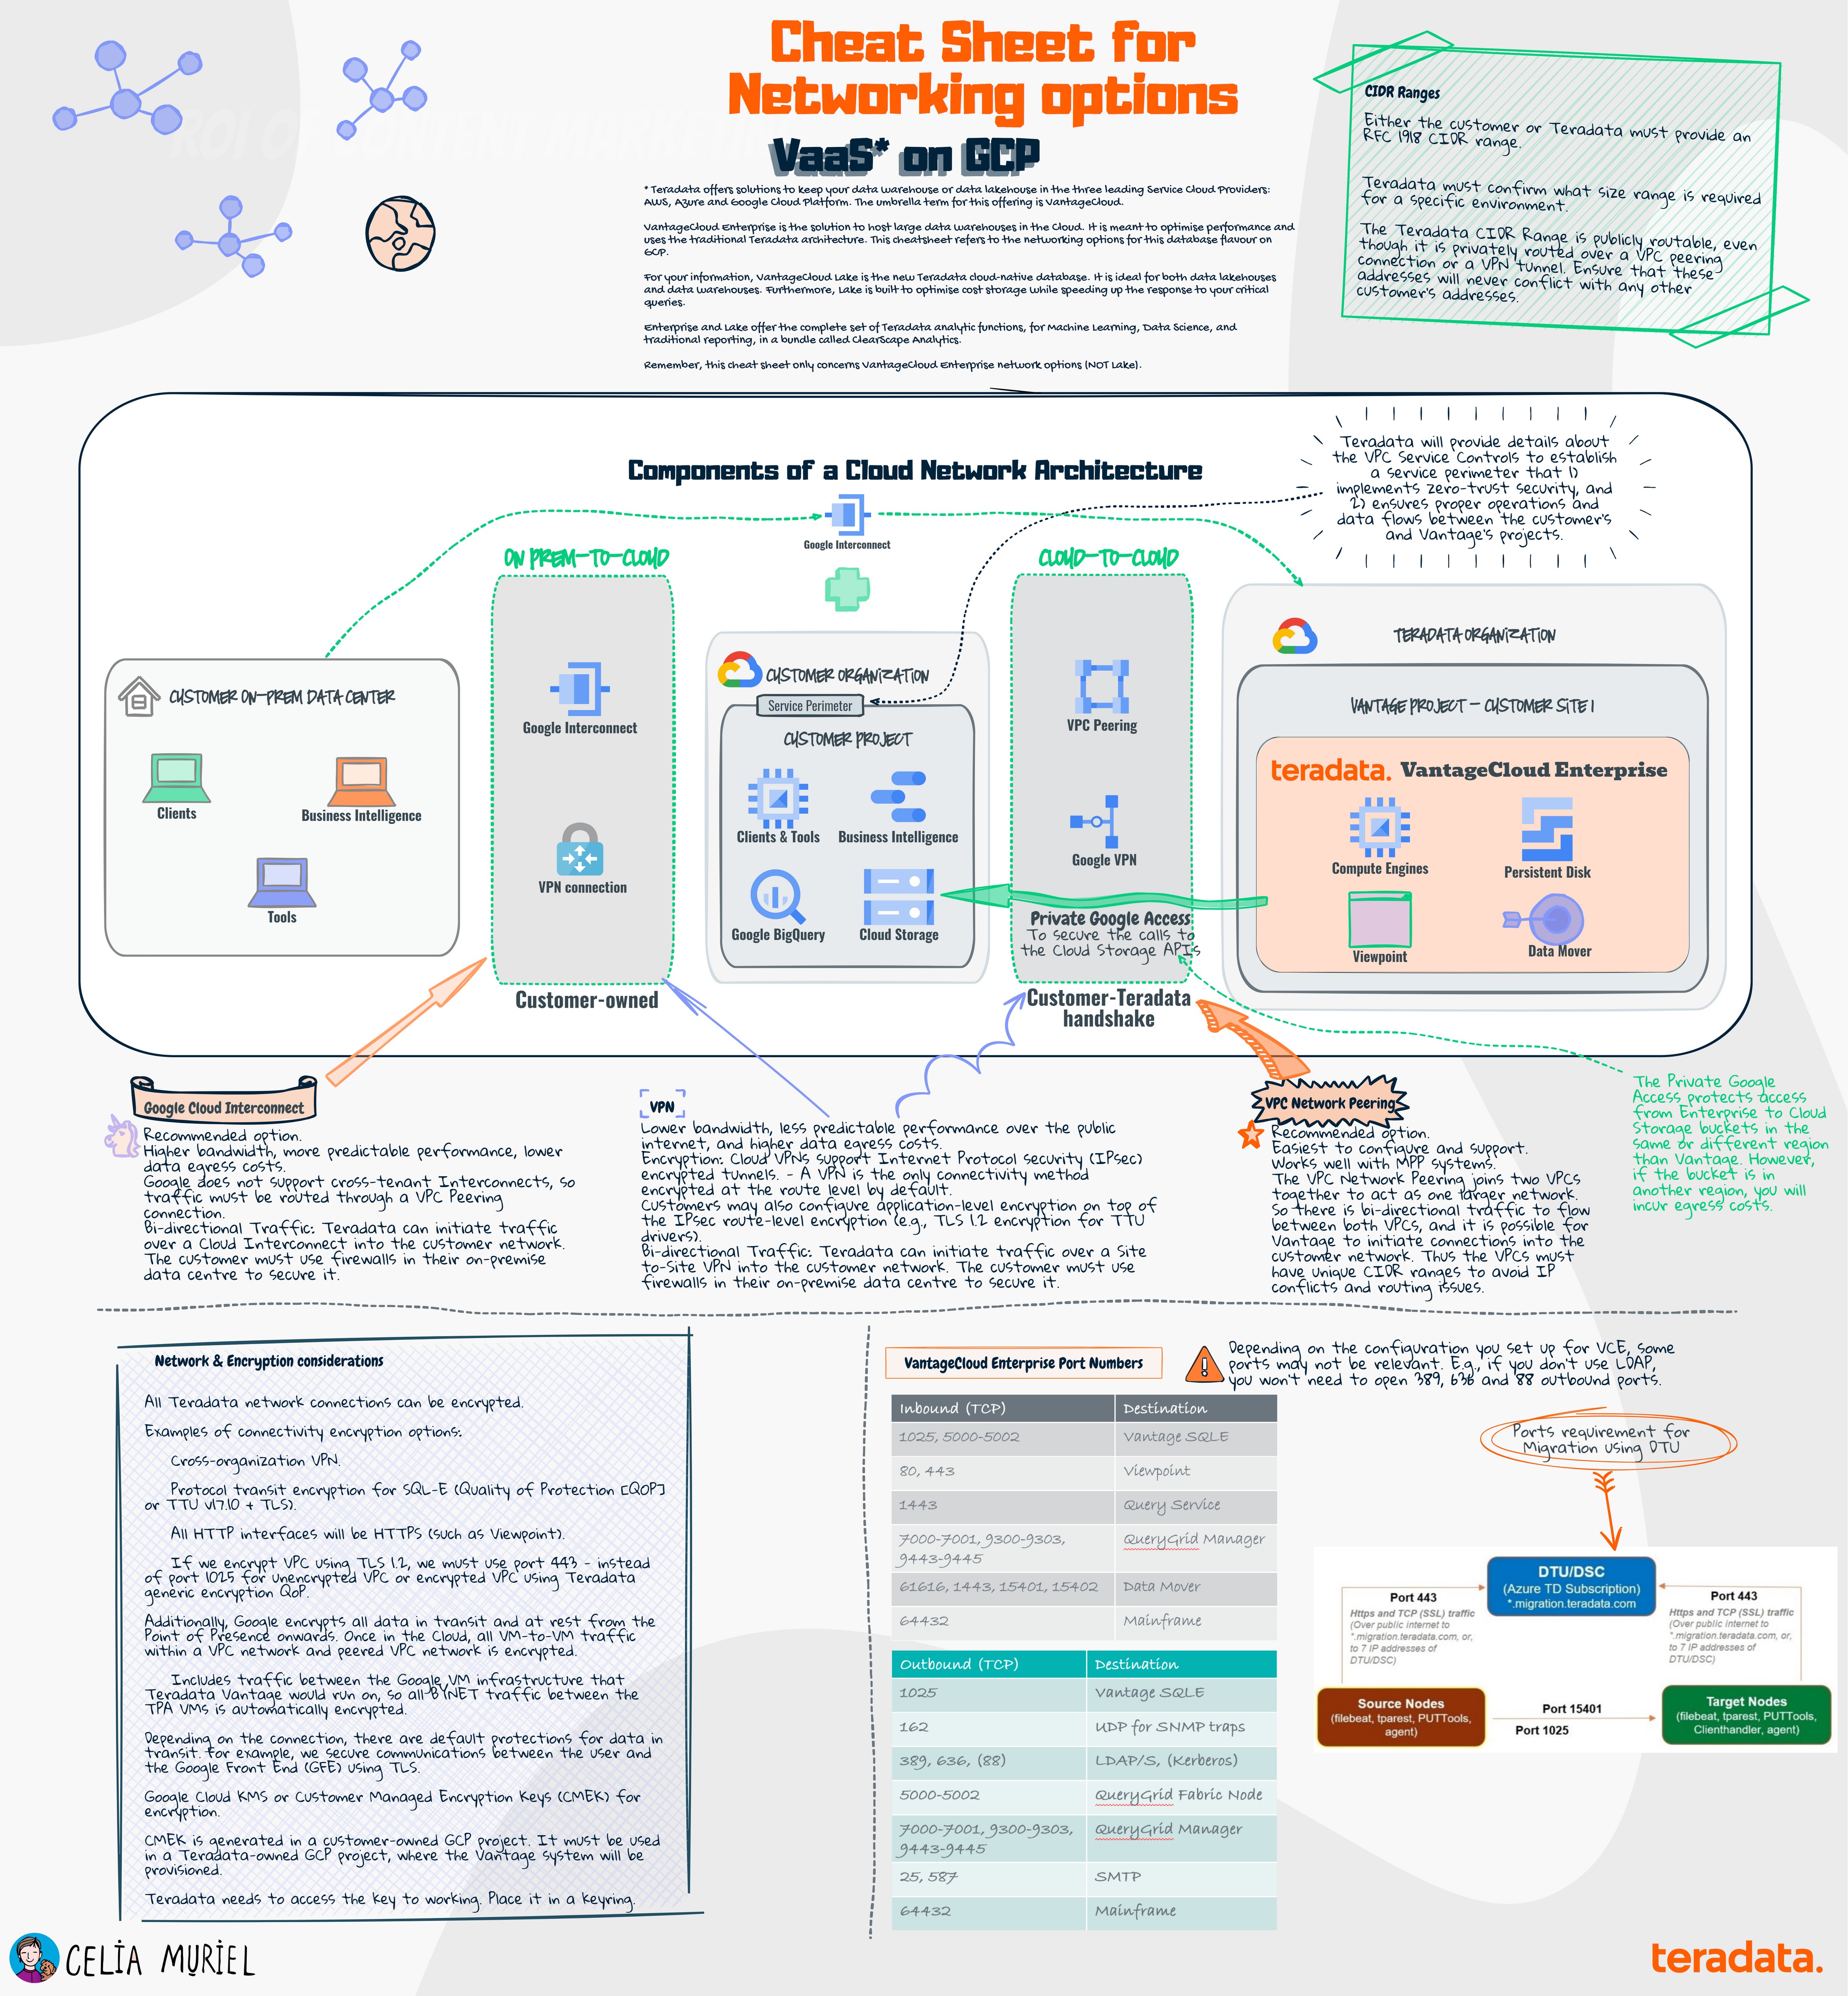 Cheat Sheet for
Networking options
VaaS* on GCP
* Teradata offers solutions to keep your data warehouse or data lakehouse in the three leading Service Cloud Providers:
AWS, Azure and Google Cloud Platform. The umbrella term for this offering is VantageCloud.
VantageCloud Enterprise is the solution to host large data warehouses in the Cloud. It is meant to optimise performance and
uses the traditional Teradata architecture. This cheatsheet refers to the networking options for this database flavour on
GCP.
For your information, VantageCloud Lake is the new Teradata cloud-native database. It is ideal for both data lakehouses
and data warehouses. Furthermore, Lake is built to optimise cost storage while speeding up the response to your critical
queries.
Enterprise and Lake offer the complete set of Teradata analytic functions, for Machine Learning, Data Science, and
traditional reporting, in a bundle called ClearScape Analytics.
Remember, this cheat sheet only concerns VantageCloud Enterprise network options (NOT Lake).
CIDR Ranges
Either the customer or Teradata must provide an
RFC 1918 CIDR range.
Teradata must confirm what size range is required
for a specific environment.
The Teradata CIDR Range is publicly routable, even
though it is privately routed over a VPC peering
connection or a VPN tunnel. Ensure that these
addresses will never conflict with any other
customer's addresses.
Components of a Cloud Network Architecture
Teradata will provide details about
the VPC Service Controls to establish
a service perimeter that 1)
implements zero-trust security, and
2) ensures proper operations and
data flows between the customer's
and Vantage's projects.
Google Interconnect
ON PREM-TO-CLOUD
CLOUD-TO-CLOUD
CUSTOMER ON-PREM DATA CENTER
Clients
Business Intelligence
Tools
Google Interconnect
VPN connection
Customer-owned
CUSTOMER ORGANIZATION
Service Perimeter
CUSTOMER PROJECT
Clients & Tools
Business Intelligence
Google BigQuery
Cloud Storage
VPC Peering
Google VPN
Private Google Access
To secure the calls to
the Cloud Storage APIs
Customer-Teradata
handshake
TERADATA ORGANIZATION
VANTAGE PROJECT - CUSTOMER SITE 1
teradata. VantageCloud Enterprise
Compute Engines
Persistent Disk
Viewpoint
Data Mover
Google Cloud Interconnect
Recommended option.
Higher bandwidth, more predictable performance, lower
data egress costs.
Google does not support cross-tenant Interconnects, so
traffic must be routed through a VPC Peering
connection.
Bi-directional Traffic: Teradata can initiate traffic
over a Cloud Interconnect into the customer network.
The customer must use firewalls in their on-premise
data centre to secure it.
VPN
Lower bandwidth, less predictable performance over the public
internet, and higher data egress costs.
Encryption: Cloud VPNs support Internet Protocol security (IPsec)
encrypted tunnels. - A VPN is the only connectivity method
encrypted at the route level by default.
Customers may also configure application-level encryption on top of
the IPsec route-level encryption (e.g., TLS 1.2 encryption for TTU
drivers).
Bi-directional Traffic: Teradata can initiate traffic over a Site
to-Site VPN into the customer network. The customer must use
firewalls in their on-premise data centre to secure it.
VPC Network Peering
Recommended option.
Easiest to configure and support.
Works well with MPP systems.
The VPC Network Peering joins two VPCs
together to act as one larger network.
So there is bi-directional traffic to flow
between both VPCs, and it is possible for
Vantage to initiate connections into the
customer network. Thus the VPCs must
have unique CIDR ranges to avoid IP
conflicts and routing issues.
The Private Google
Access protects access
from Enterprise to Cloud
Storage buckets in the
same or different region
than Vantage. However,
if the bucket is in
another region, you will
incur egress costs.
Network & Encryption considerations
All Teradata network connections can be encrypted.
Examples of connectivity encryption options:
Cross-organization VPN.
Protocol transit encryption for SQL-E (Quality of Protection [QOP]
or TTU v17.10 + TLS).
All HTTP interfaces will be HTTPs (such as Viewpoint).
If we encrypt VPC using TLS 1.2, we must use port 443 - instead
of port 1025 for unencrypted VPC or encrypted VPC using Teradata
generic encryption QoP.
Additionally, Google encrypts all data in transit and at rest from the
Point of Presence onwards. Once in the Cloud, all VM-to-VM traffic
within a VPC network and peered VPC network is encrypted.
Includes traffic between the Google VM infrastructure that
Teradata Vantage would run on, so all BYNET traffic between the
TPA VMs is automatically encrypted.
Depending on the connection, there are default protections for data in
transit. For example, we secure communications between the user and
the Google Front End (GFE) using TLS.
Google Cloud KMS or Customer Managed Encryption Keys (CMEK) for
encryption.
CMEK is generated in a customer-owned GCP project. It must be used
in a Teradata-owned GCP project, where the Vantage system will be
provisioned.
Teradata needs to access the key to working. Place it in a keyring.
VantageCloud Enterprise Port Numbers
Depending on the configuration you set up for VCE, some
ports may not be relevant. E.g., if you don't use LDAP,
you won't need to open 389, 636 and 88 outbound ports.
Inbound (TCP) Destination
1025, 5000-5002 Vantage SQLE
80, 443 Viewpoint
1443 Query Service
7000-7001, 9300-9303, QueryGrid Manager
9443-9445
61616, 1443, 15401, 15402 Data Mover
64432 Mainframe
Outbound (TCP) Destination
1025 Vantage SQLE
162 UDP for SNMP traps
389, 636, (88) LDAP/S, (Kerberos)
5000-5002 QueryGrid Fabric Node
7000-7001, 9300-9303, QueryGrid Manager
9443-9445
25, 587 SMTP
64432 Mainframe
Ports requirement for
Migration using DTU
DTU/DSC
(Azure TD Subscription)
*.migration.teradata.com
Port 443
Https and TCP (SSL) traffic
(Over public internet to
*.migration.teradata.com, or,
to 7 IP addresses of
DTU/DSC)
Port 443
Https and TCP (SSL) traffic
(Over public internet to
*.migration.teradata.com, or,
to 7 IP addresses of
DTU/DSC)
Source Nodes
(filebeat, tparest, PUTTools,
agent)
Port 15401
Port 1025
Target Nodes
(filebeat, tparest, PUTTools,
Clienthandler, agent)
CELIA MURIEL
teradata.